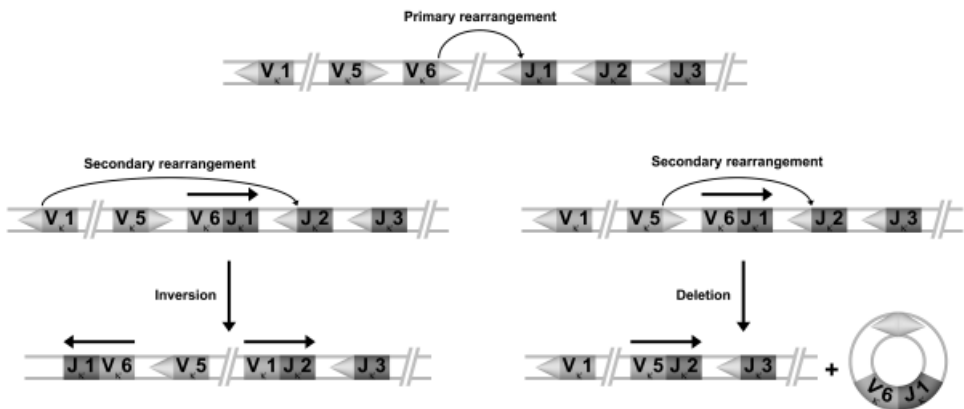 Primary rearrangement
Vκ1 Vκ5 Vκ6 Jκ1 Jκ2 Jκ3
Secondary rearrangement
Vκ1 Vκ5 Vκ6 Jκ1 Jκ2 Jκ3
Inversion
Jκ1 Vκ6 Vκ5 Vκ1 Jκ2 Jκ3
Secondary rearrangement
Vκ1 Vκ5 Vκ6 Jκ1 Jκ2 Jκ3
Deletion
Vκ1 Vκ5 Jκ2 Jκ3 + Vκ6 Jκ1